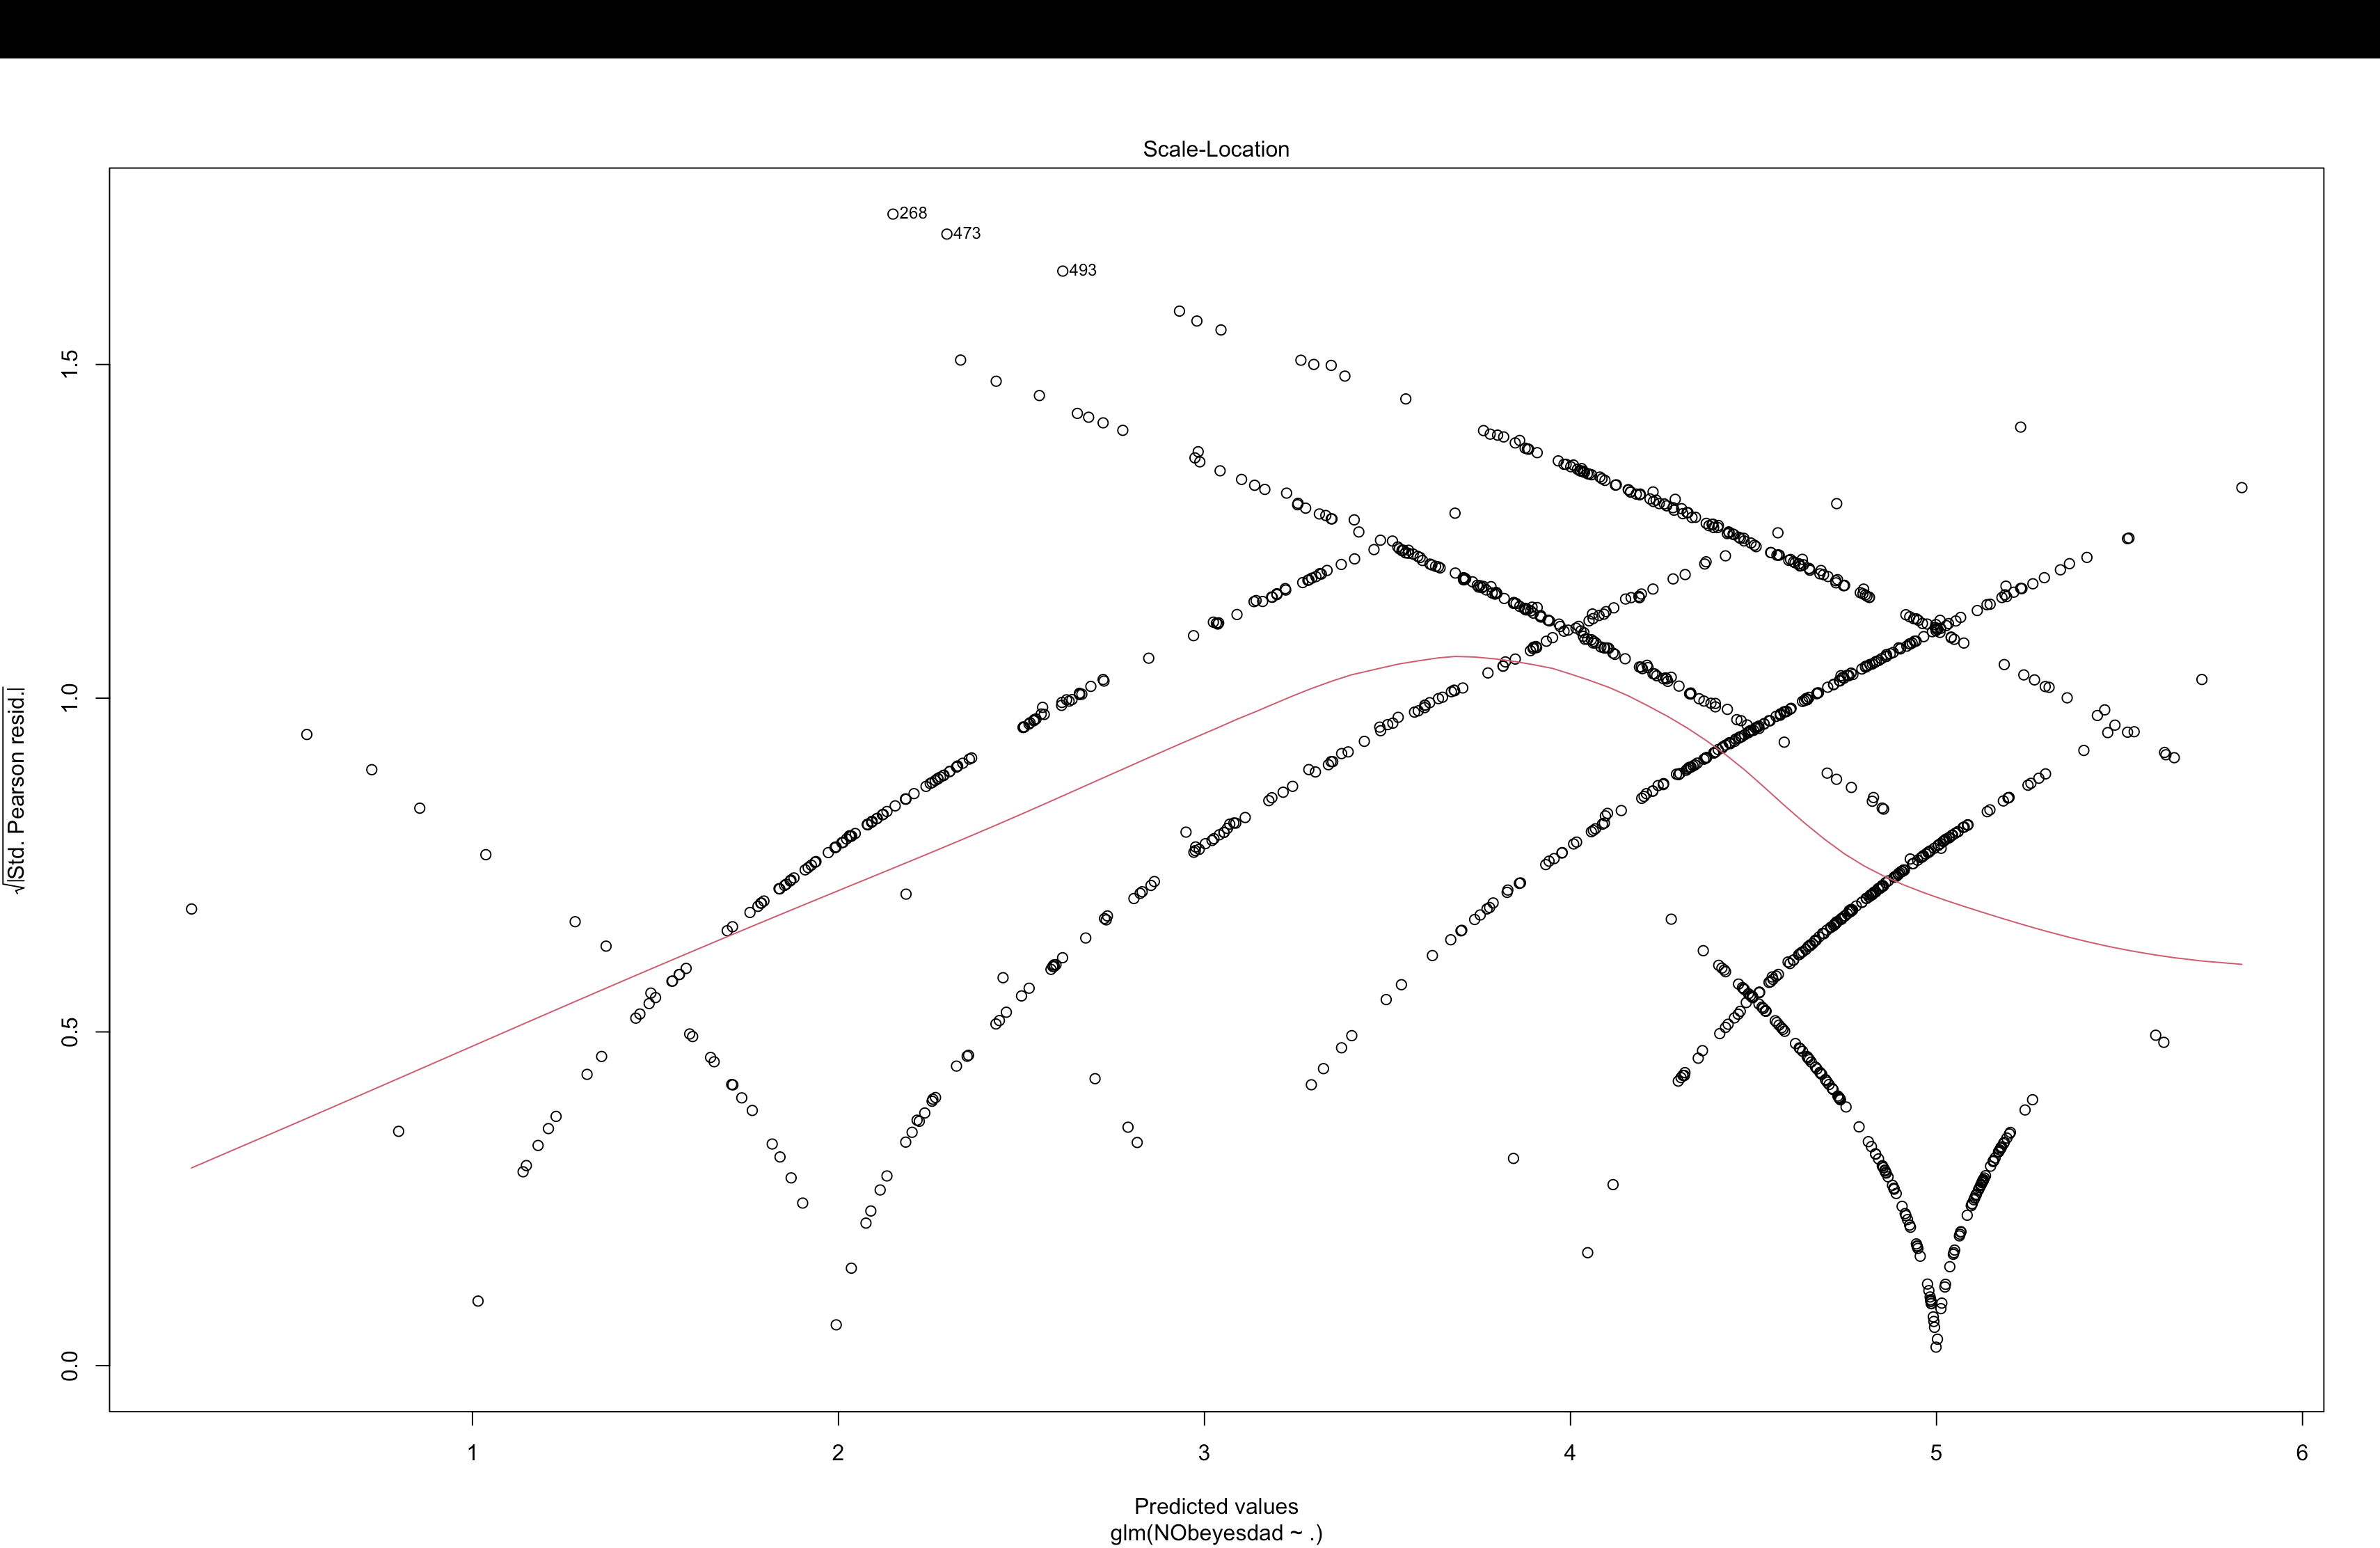 Scale-Location
268
473
493
1.5
1.0
0.5
0.0
√|Std. Pearson resid.|
1 2 3 4 5 6
Predicted values
glm(NObeyesdad ~ .)